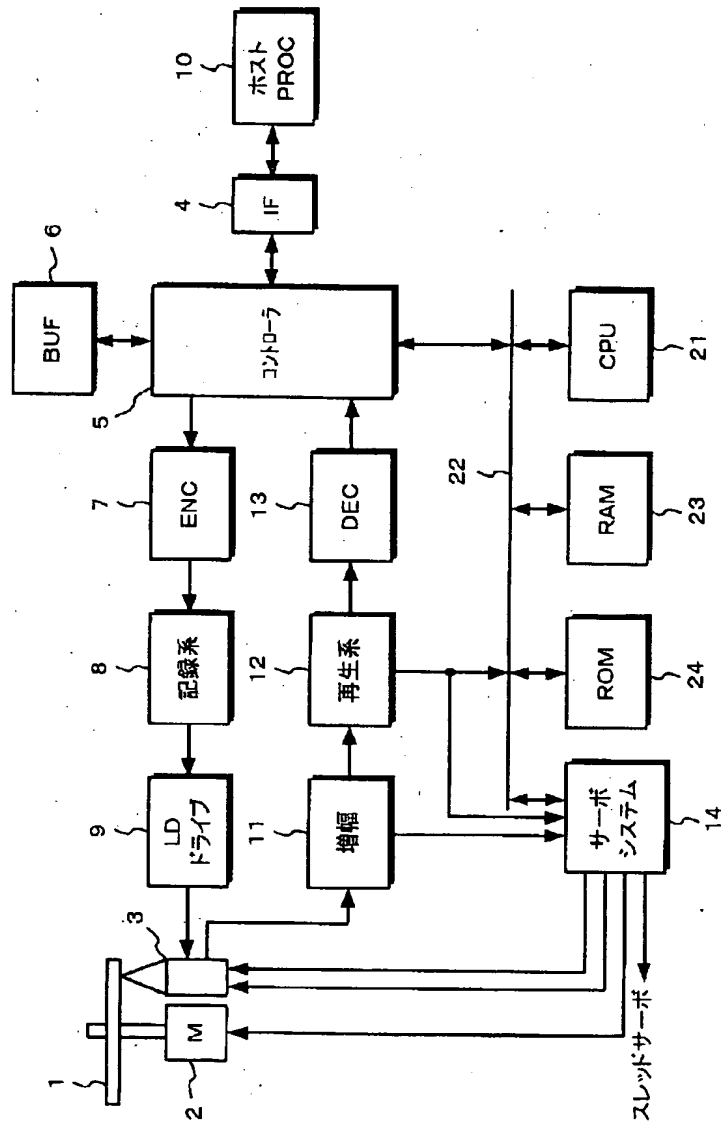 10
ホスト
PROC
4
IF
6
BUF
5
コントローラ
7
ENC
13
DEC
22
CPU
21
RAM
23
ROM
24
8
記録系
12
再生系
9
LD
ドライブ
11
増幅
サーボ
システム
14
3
1
M
2
スレッドサーボ